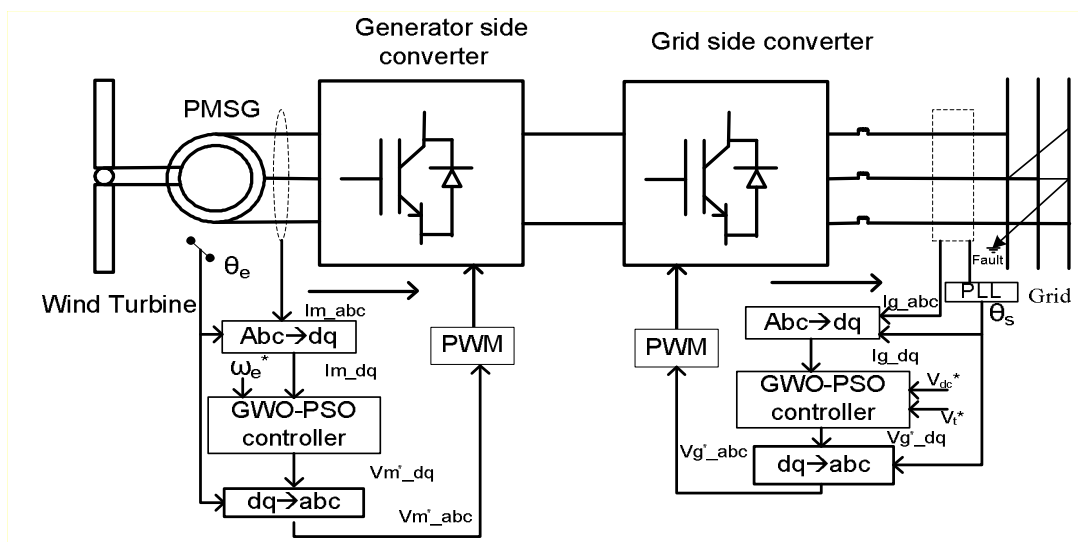 Generator side
converter
Grid side converter
PMSG
θe
Wind Turbine
Im_abc
Abc→dq
ωe*
Im_dq
GWO-PSO
controller
Vm*_dq
dq→abc
Vm*_abc
PWM
PWM
Fault
PLL
Grid
θs
Ig_abc
Abc→dq
Ig_dq
GWO-PSO
controller
Vdc*
Vt*
Vg*_dq
Vg*_abc
dq→abc